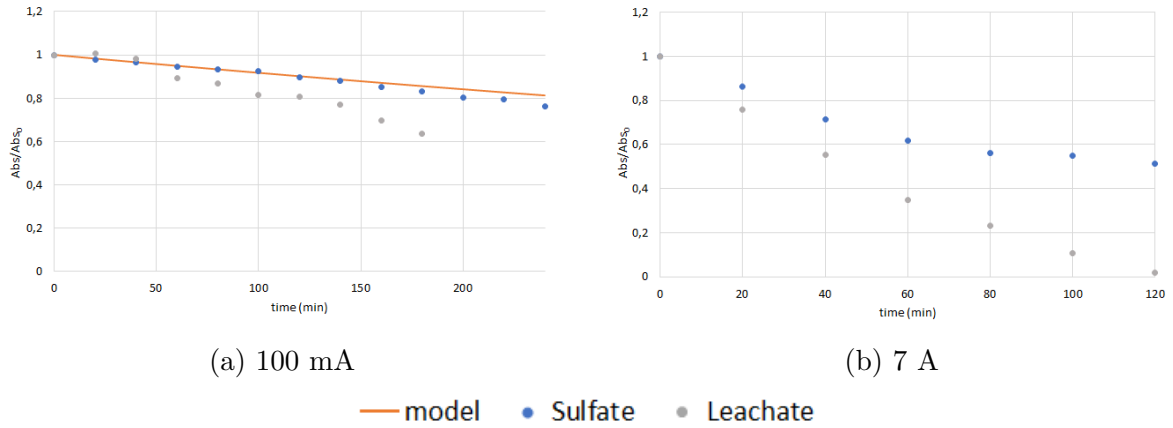 1,2
1
0,8
0,6
0,4
0,2
0
Abs/Abs₀
0 50 100 150 200
time (min)
(a) 100 mA
1,2
1
0,8
0,6
0,4
0,2
0
Abs/Abs₀
0 20 40 60 80 100 120
time (min)
(b) 7 A
model Sulfate Leachate